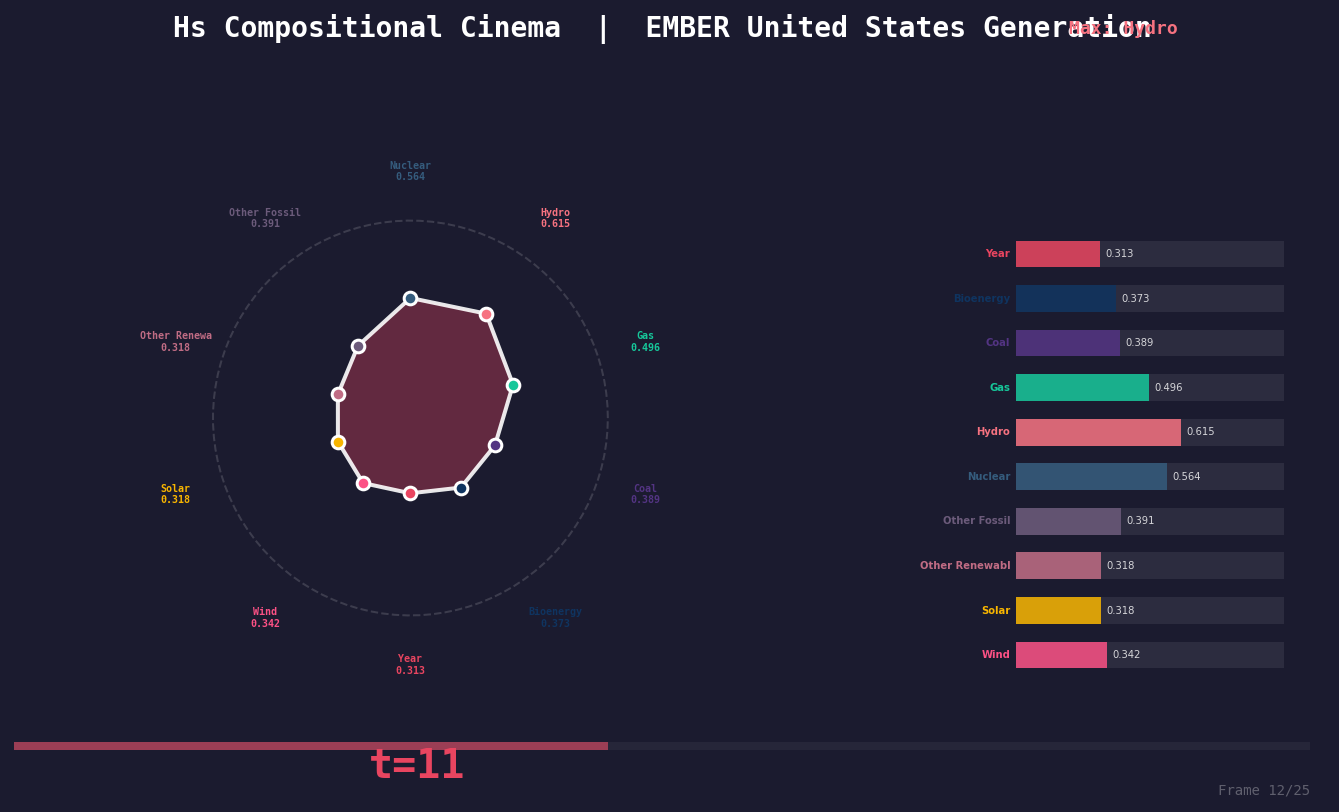 Hs Compositional Cinema | EMBER United States Generation
Max: Hydro
Nuclear
0.564
Other Fossil
0.391
Hydro
0.615
Other Renewa
0.318
Gas
0.496
Solar
0.318
Coal
0.389
Wind
0.342
Bioenergy
0.373
Year
0.313
Year 0.313
Bioenergy 0.373
Coal 0.389
Gas 0.496
Hydro 0.615
Nuclear 0.564
Other Fossil 0.391
Other Renewabl 0.318
Solar 0.318
Wind 0.342
t=11
Frame 12/25